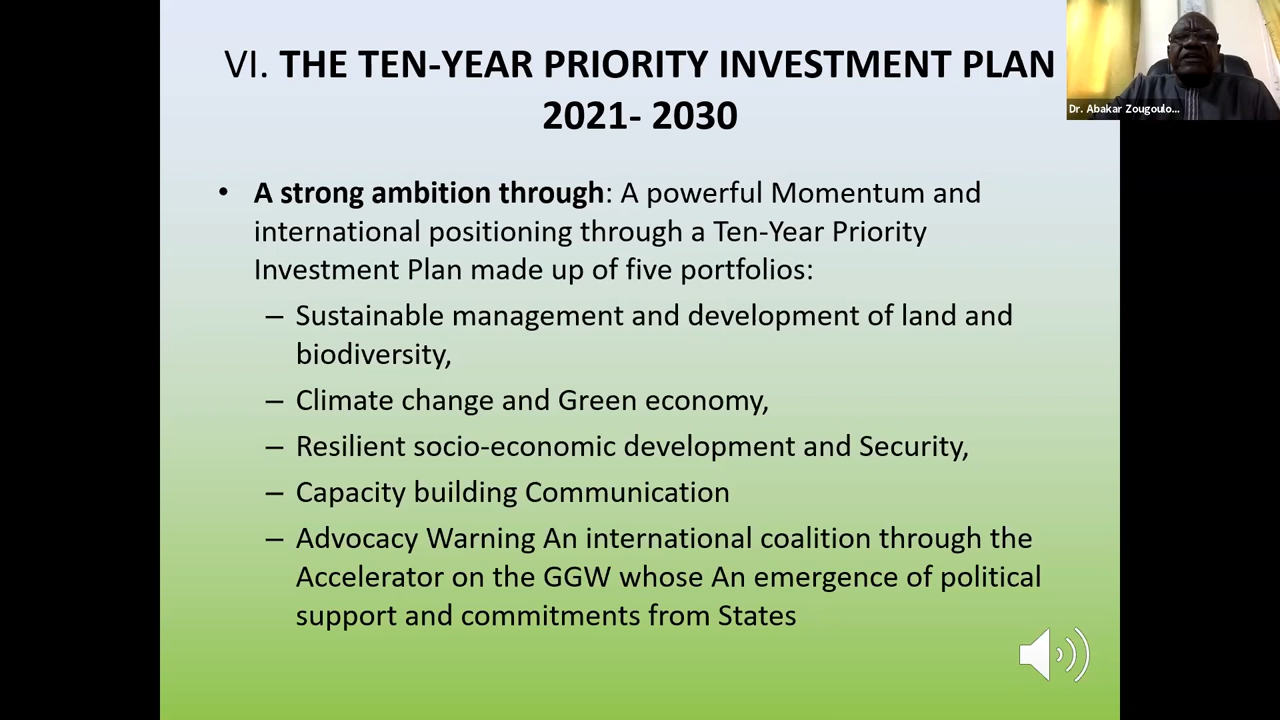 VI. THE TEN-YEAR PRIORITY INVESTMENT PLAN
2021- 2030
Dr. Abakar Zougoulo...
• A strong ambition through: A powerful Momentum and
international positioning through a Ten-Year Priority
Investment Plan made up of five portfolios:
– Sustainable management and development of land and
biodiversity,
– Climate change and Green economy,
– Resilient socio-economic development and Security,
– Capacity building Communication
– Advocacy Warning An international coalition through the
Accelerator on the GGW whose An emergence of political
support and commitments from States